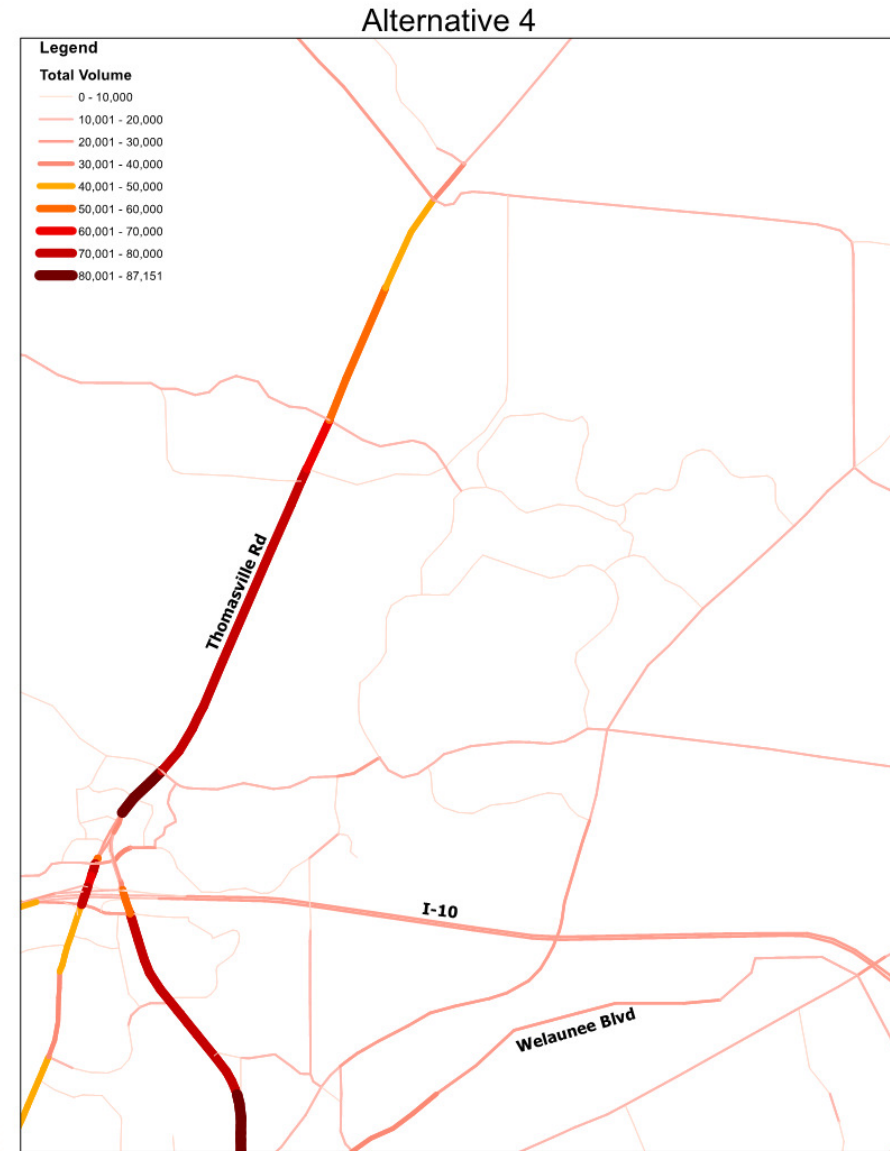 Alternative 4
Legend
Total Volume
0 - 10,000
10,001 - 20,000
20,001 - 30,000
30,001 - 40,000
40,001 - 50,000
50,001 - 60,000
60,001 - 70,000
70,001 - 80,000
80,001 - 87,151
Thomasville Rd
I-10
Welaunee Blvd